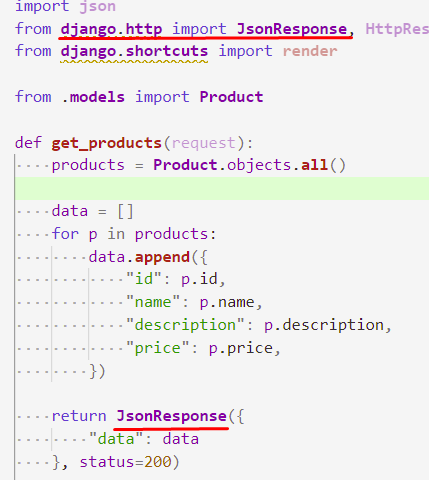 import json
from django.http import JsonResponse, HttpRes
from django.shortcuts import render
from .models import Product
def get_products(request):
    products = Product.objects.all()
    data = []
    for p in products:
        data.append({
            "id": p.id,
            "name": p.name,
            "description": p.description,
            "price": p.price,
        })
    return JsonResponse({
        "data": data
    }, status=200)